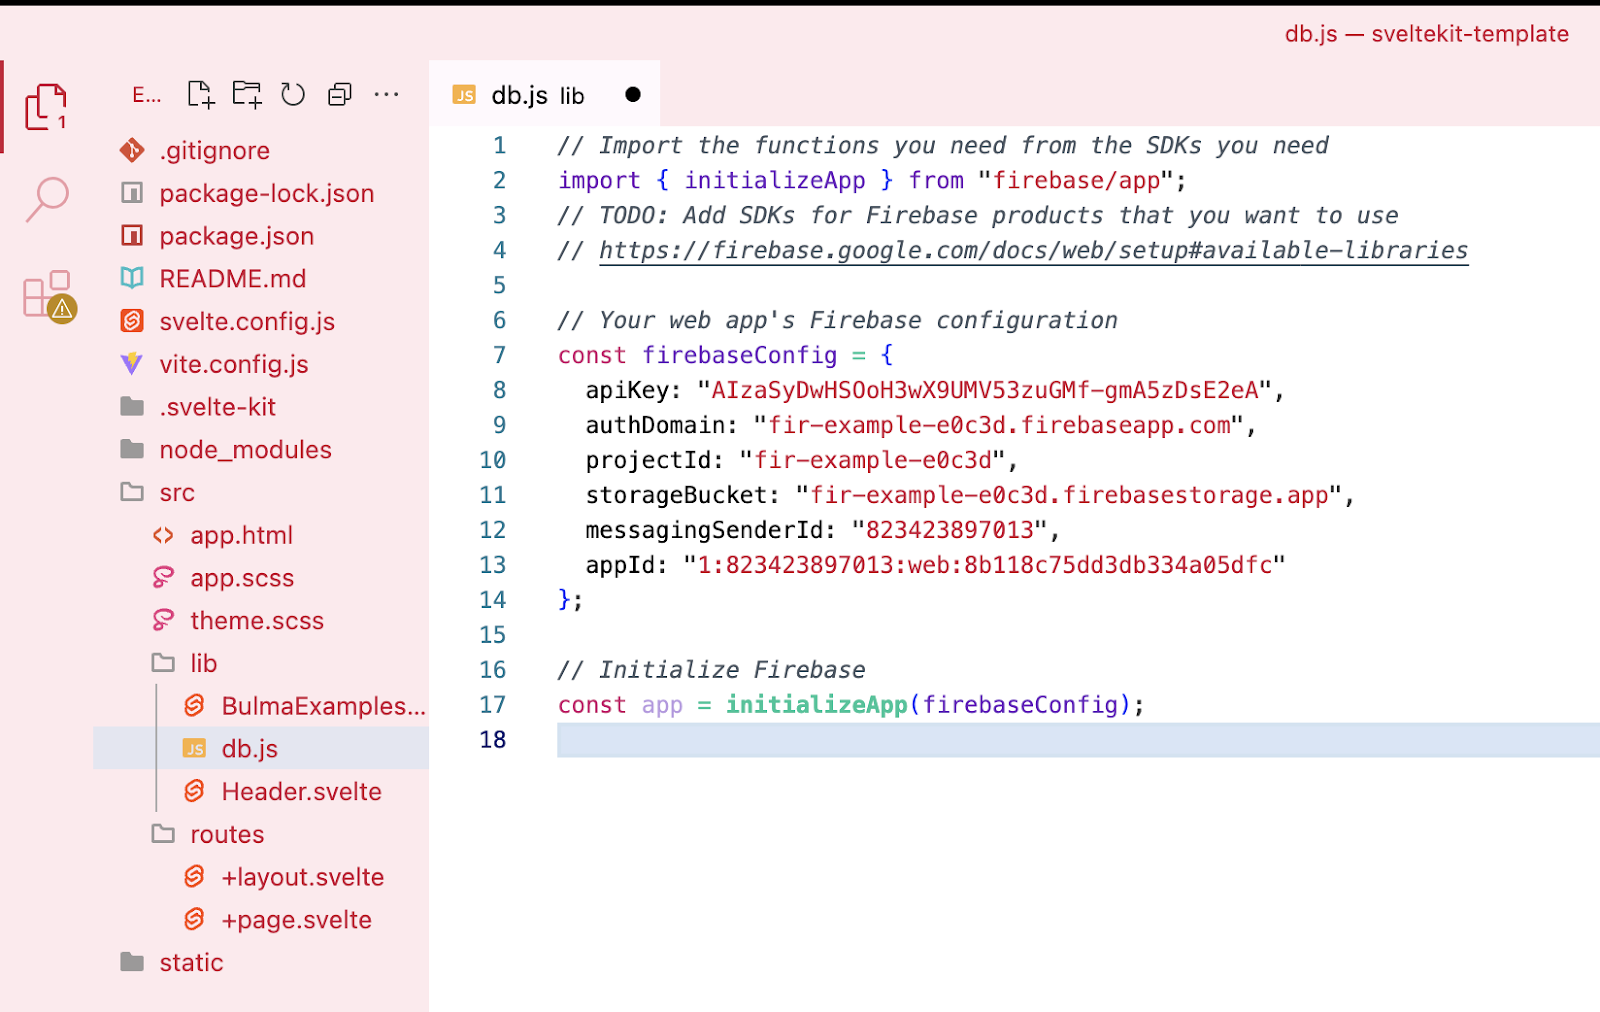 db.js — sveltekit-template
1
E...
.gitignore
package-lock.json
package.json
README.md
svelte.config.js
vite.config.js
.svelte-kit
node_modules
src
app.html
app.scss
theme.scss
lib
BulmaExamples...
JS db.js
Header.svelte
routes
+layout.svelte
+page.svelte
static
JS db.js lib
1 // Import the functions you need from the SDKs you need
2 import { initializeApp } from "firebase/app";
3 // TODO: Add SDKs for Firebase products that you want to use
4 // https://firebase.google.com/docs/web/setup#available-libraries
5
6 // Your web app's Firebase configuration
7 const firebaseConfig = {
8   apiKey: "AIzaSyDwHSOoH3wX9UMV53zuGMf-gmA5zDsE2eA",
9   authDomain: "fir-example-e0c3d.firebaseapp.com",
10   projectId: "fir-example-e0c3d",
11   storageBucket: "fir-example-e0c3d.firebasestorage.app",
12   messagingSenderId: "823423897013",
13   appId: "1:823423897013:web:8b118c75dd3db334a05dfc"
14 };
15
16 // Initialize Firebase
17 const app = initializeApp(firebaseConfig);
18